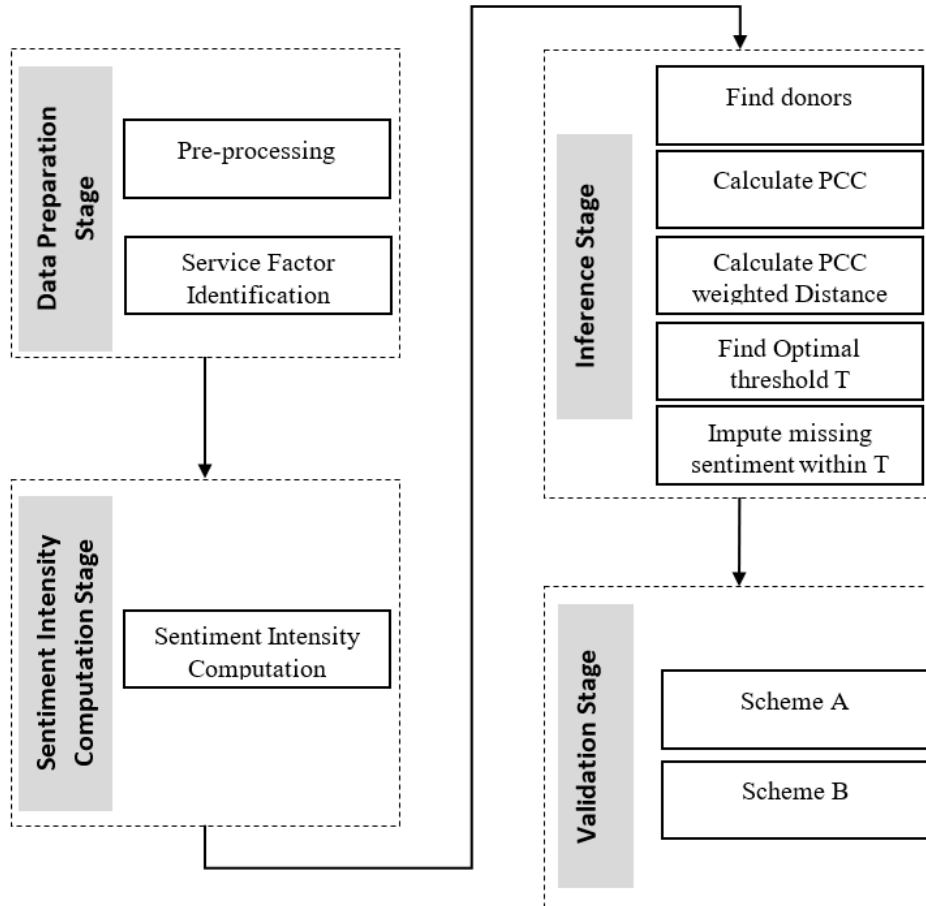 Data Preparation
Stage
Pre-processing
Service Factor
Identification
Sentiment Intensity
Computation Stage
Sentiment Intensity
Computation
Inference Stage
Find donors
Calculate PCC
Calculate PCC
weighted Distance
Find Optimal
threshold T
Impute missing
sentiment within T
Validation Stage
Scheme A
Scheme B